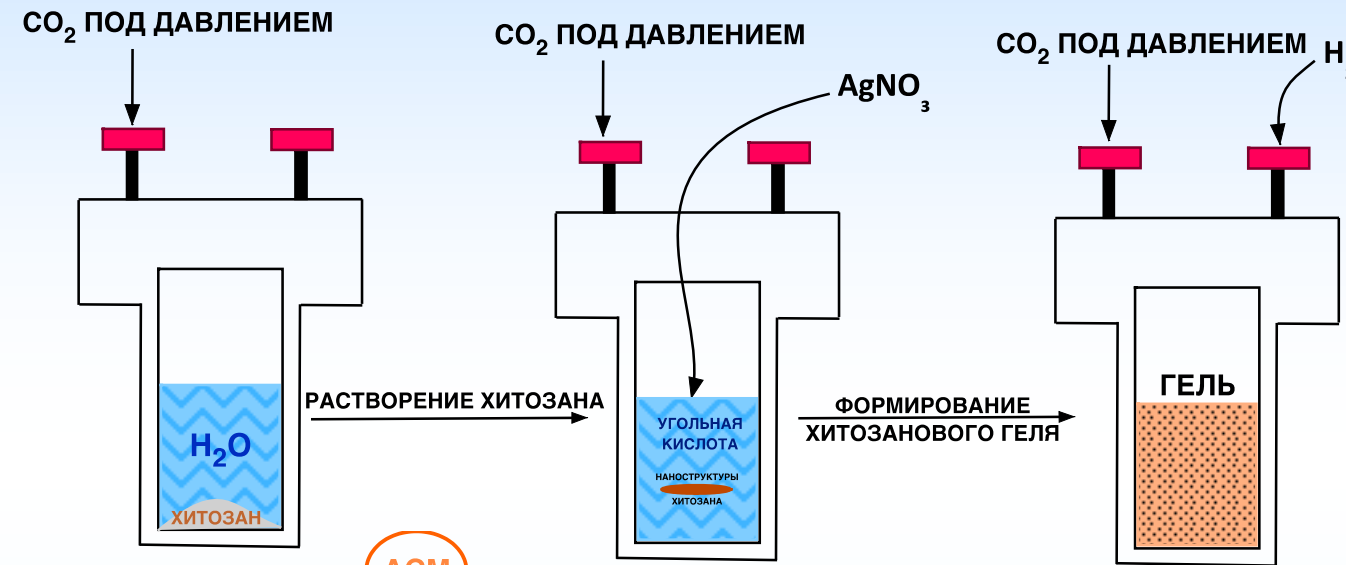 CO₂ ПОД ДАВЛЕНИЕМ
CO₂ ПОД ДАВЛЕНИЕМ
AgNO₃
CO₂ ПОД ДАВЛЕНИЕМ
H
H₂O
ХИТОЗАН
РАСТВОРЕНИЕ ХИТОЗАНА
УГОЛЬНАЯ
КИСЛОТА
НАНОСТРУКТУРЫ
ХИТОЗАНА
ФОРМИРОВАНИЕ
ХИТОЗАНОВОГО ГЕЛЯ
ГЕЛЬ